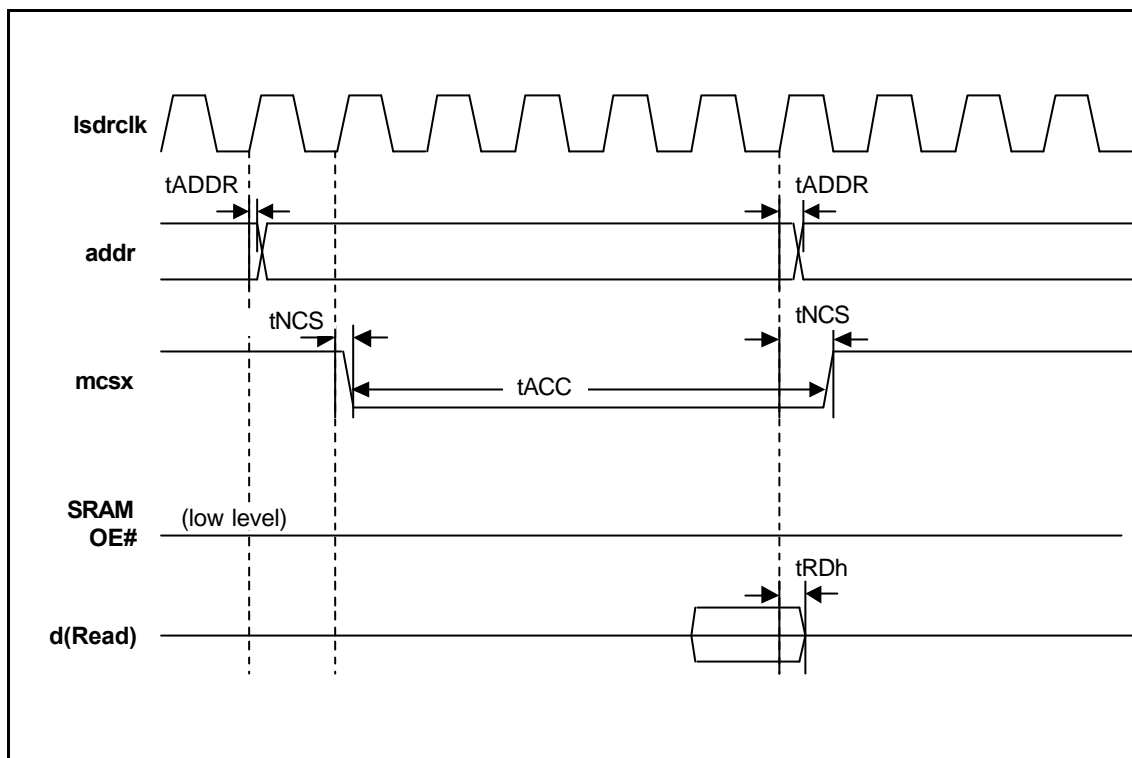 lsdrclk
tADDR
tADDR
addr
tNCS
tNCS
mcsx
tACC
SRAM
OE#
(low level)
tRDh
d(Read)